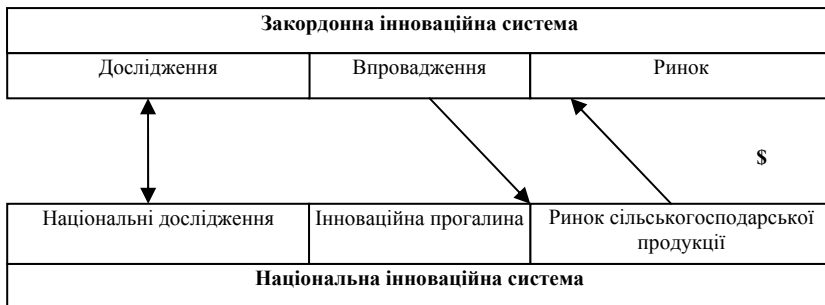 Закордонна інноваційна система
Дослідження Впровадження Ринок
$
Національні дослідження Інноваційна прогалина Ринок сільськогосподарської
продукції
Національна інноваційна система